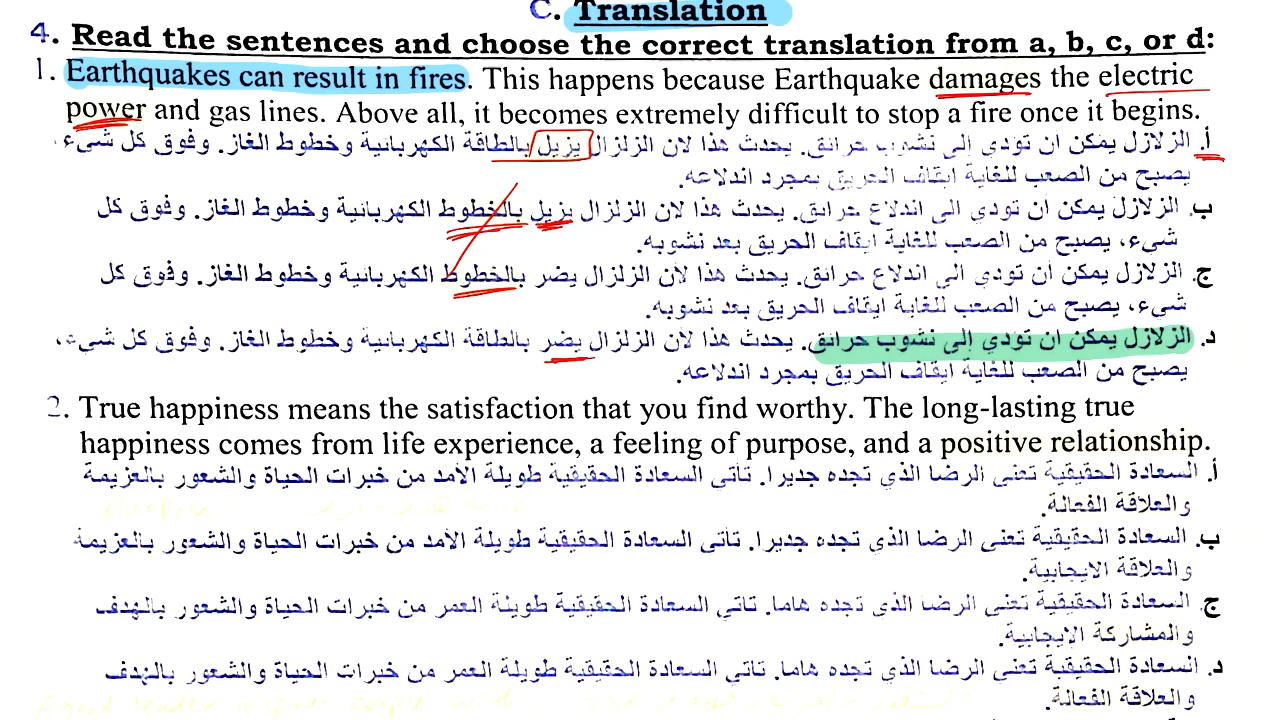 C. Translation
4. Read the sentences and choose the correct translation from a, b, c, or d:
1. Earthquakes can result in fires. This happens because Earthquake damages the electric
power and gas lines. Above all, it becomes extremely difficult to stop a fire once it begins.
أ. الزلازل يمكن ان تؤدي إلى نشوب حرائق. يحدث هذا لان الزلزال يزيل بالطاقة الكهربائية وخطوط الغاز. وفوق كل شيء،
يصبح من الصعب للغاية ايقاف الحريق بمجرد اندلاعه.
ب. الزلازل يمكن ان تودي الى اندلاع حرائق. يحدث هذا لان الزلزال يزيل بالخطوط الكهربائية وخطوط الغاز. وفوق كل
شيء، يصبح من الصعب للغاية ايقاف الحريق بعد نشوبه.
ج. الزلازل يمكن ان تودي الى اندلاع حرائق. يحدث هذا لان الزلزال يضر بالخطوط الكهربائية وخطوط الغاز. وفوق كل
شيء، يصبح من الصعب للغاية ايقاف الحريق بعد نشوبه.
د. الزلازل يمكن ان تؤدي إلى نشوب حرائق. يحدث هذا لان الزلزال يضر بالطاقة الكهربائية وخطوط الغاز. وفوق كل شيء،
يصبح من الصعب للغاية ايقاف الحريق بمجرد اندلاعه.
2. True happiness means the satisfaction that you find worthy. The long-lasting true
happiness comes from life experience, a feeling of purpose, and a positive relationship.
أ. السعادة الحقيقية تعنى الرضا الذي تجده جديرا. تأتي السعادة الحقيقية طويلة الأمد من خبرات الحياة والشعور بالعزيمة
والعلاقة الفعالة.
ب. السعادة الحقيقية تعنى الرضا الذي تجده جديرا. تأتى السعادة الحقيقية طويلة الأمد من خبرات الحياة والشعور بالعزيمة
والعلاقة الايجابية.
ج. السعادة الحقيقية تعنى الرضا الذى تجده هاما. تاتي السعادة الحقيقية طويلة العمر من خبرات الحياة والشعور بالهدف
والمشاركة الايجابية.
د. السعادة الحقيقية تعنى الرضا الذى تجده هاما. تأتي السعادة الحقيقية طويلة العمر من خبرات الحياة والشعور بالهدف
والعلاقة الفعالة.